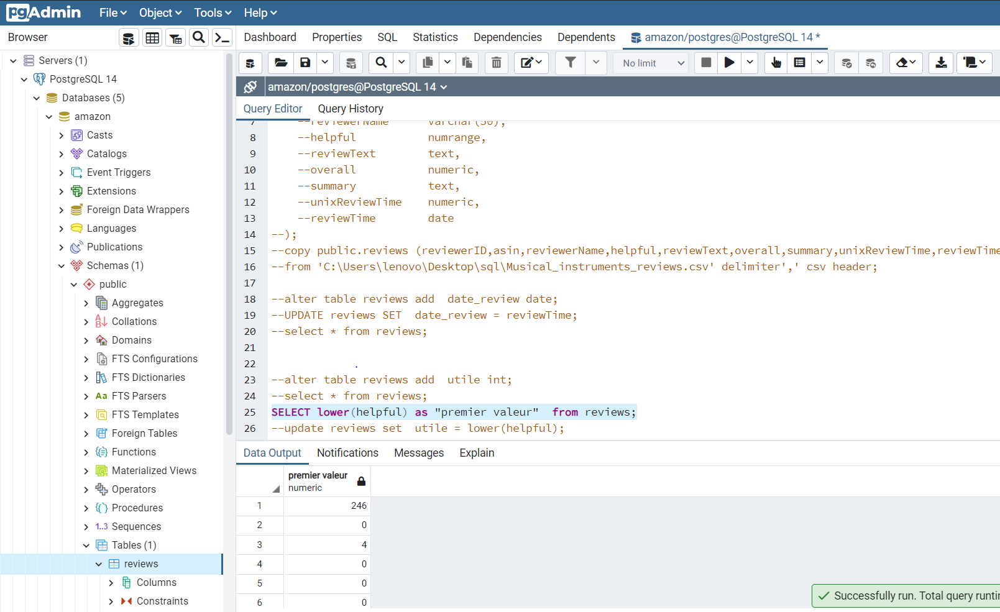 pgAdmin File Object Tools Help
Browser
Dashboard Properties SQL Statistics Dependencies Dependents amazon/postgres@PostgreSQL 14 *
No limit
amazon/postgres@PostgreSQL 14
Query Editor Query History
Servers (1)
PostgreSQL 14
Databases (5)
amazon
Casts
Catalogs
Event Triggers
Extensions
Foreign Data Wrappers
Languages
Publications
Schemas (1)
public
Aggregates
Collations
Domains
FTS Configurations
FTS Dictionaries
Aa FTS Parsers
FTS Templates
Foreign Tables
Functions
Materialized Views
Operators
Procedures
1..3 Sequences
Tables (1)
reviews
Columns
Constraints
7 --reviewerName varchar(50),
8 --helpful numrange,
9 --reviewText text,
10 --overall numeric,
11 --summary text,
12 --unixReviewTime numeric,
13 --reviewTime date
14 --);
15 --copy public.reviews (reviewerID,asin,reviewerName,helpful,reviewText,overall,summary,unixReviewTime,reviewTime
16 --from 'C:\Users\lenovo\Desktop\sql\Musical_instruments_reviews.csv' delimiter',' csv header;
17
18 --alter table reviews add  date_review date;
19 --UPDATE reviews SET  date_review = reviewTime;
20 --select * from reviews;
21
22
23 --alter table reviews add  utile int;
24 --select * from reviews;
25 SELECT lower(helpful) as "premier valeur"  from reviews;
26 --update reviews set  utile = lower(helpful);
Data Output Notifications Messages Explain
premier valeur
numeric
1 246
2 0
3 4
4 0
5 0
6 0
Successfully run. Total query